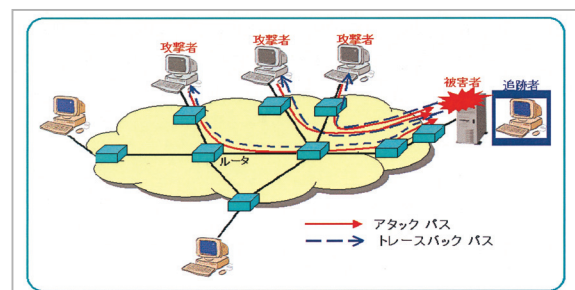 攻撃者
攻撃者
攻撃者
被害者
追跡者
ルータ
アタック パス
トレースバック パス